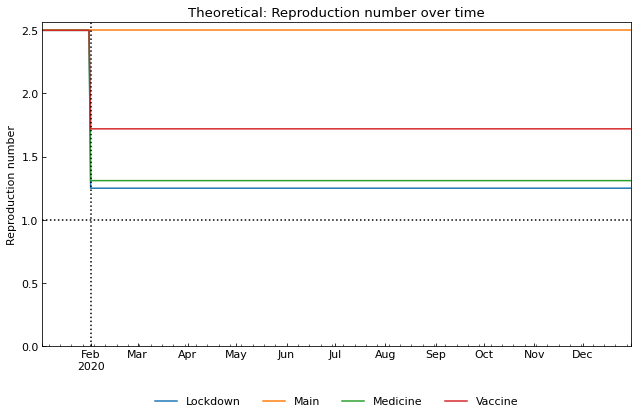 Theoretical: Reproduction number over time
Reproduction number
2.5
2.0
1.5
1.0
0.5
0.0
Feb Mar Apr May Jun Jul Aug Sep Oct Nov Dec
2020
Lockdown Main Medicine Vaccine